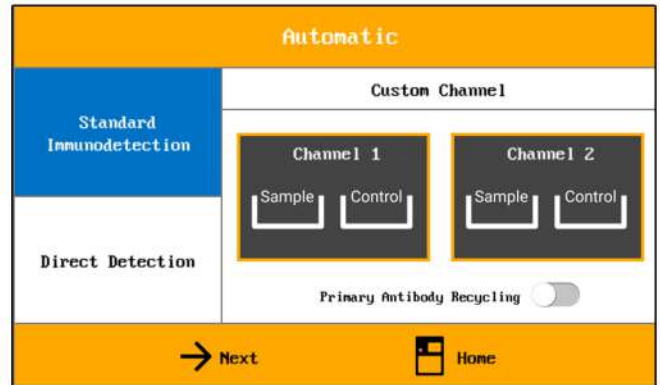 Automatic
Standard
Immunodetection
Direct Detection
Custom Channel
Channel 1
Sample Control
Channel 2
Sample Control
Primary Antibody Recycling
Next
Home